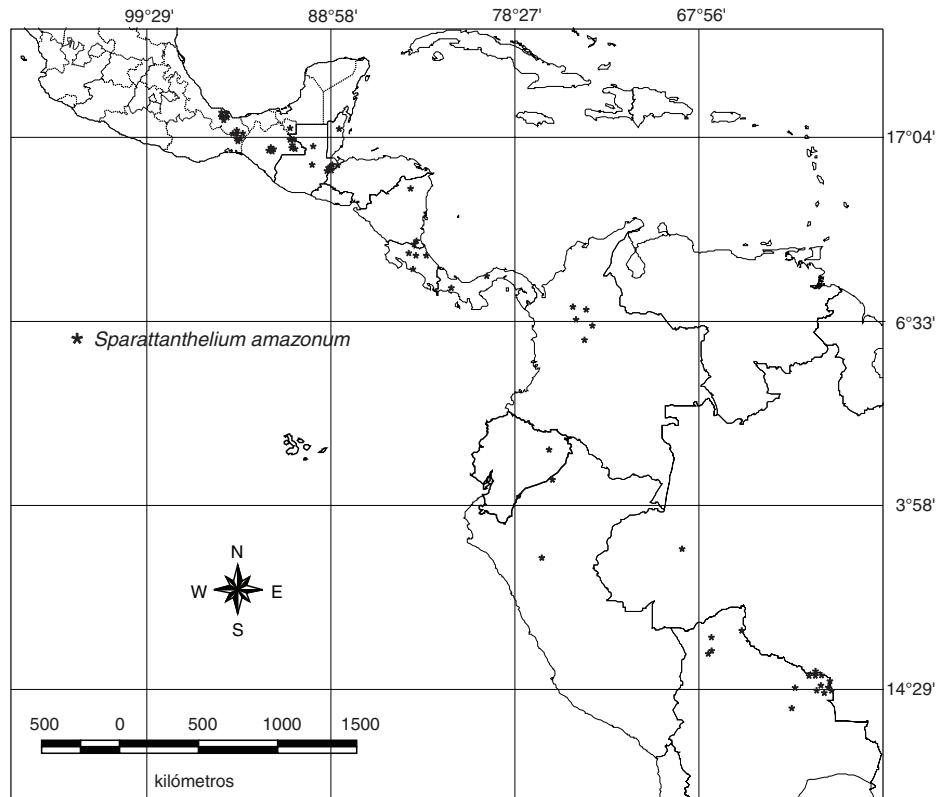 99°29' 88°58' 78°27' 67°56'
17°04'
6°33'
* Sparattanthelium amazonum
3°58'
N
W E
S
14°29'
500 0 500 1000 1500
kilómetros